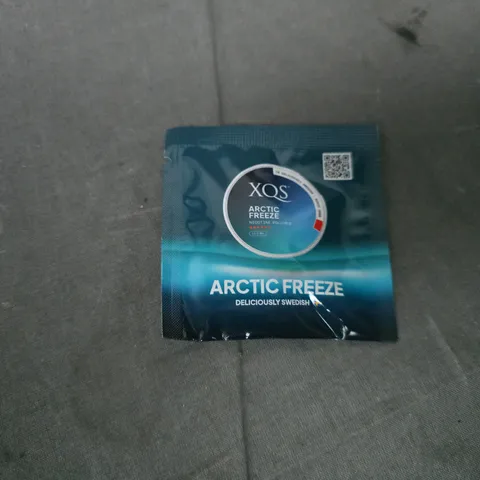 XQS
ARCTIC
FREEZE
ARCTIC FREEZE
DELICIOUSLY SWEDISH